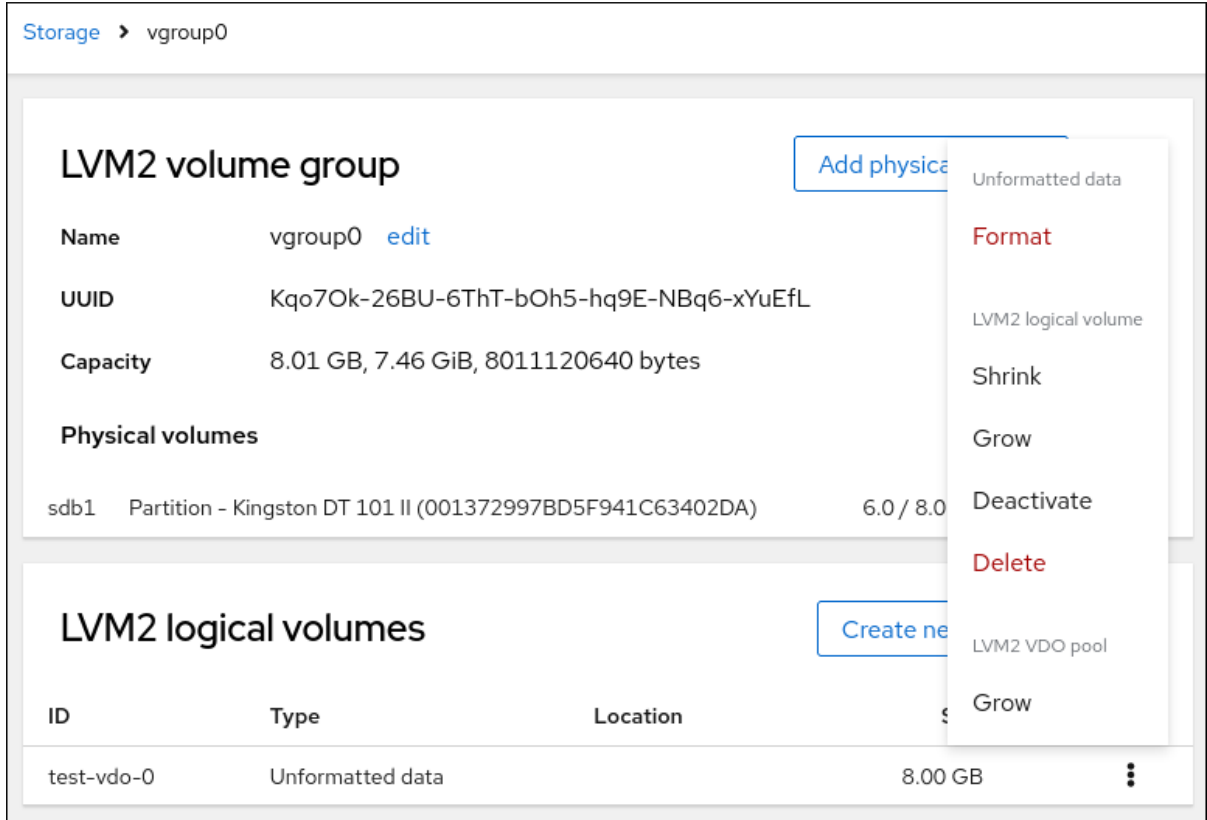 Storage > vgroup0
LVM2 volume group
Add physica
Name vgroup0 edit
UUID Kqo7Ok-26BU-6ThT-bOh5-hq9E-NBq6-xYuEfL
Capacity 8.01 GB, 7.46 GiB, 8011120640 bytes
Physical volumes
sdb1 Partition - Kingston DT 101 II (001372997BD5F941C63402DA) 6.0 / 8.0
LVM2 logical volumes
Create ne
ID Type Location S
test-vdo-0 Unformatted data 8.00 GB
Unformatted data
Format
LVM2 logical volume
Shrink
Grow
Deactivate
Delete
LVM2 VDO pool
Grow